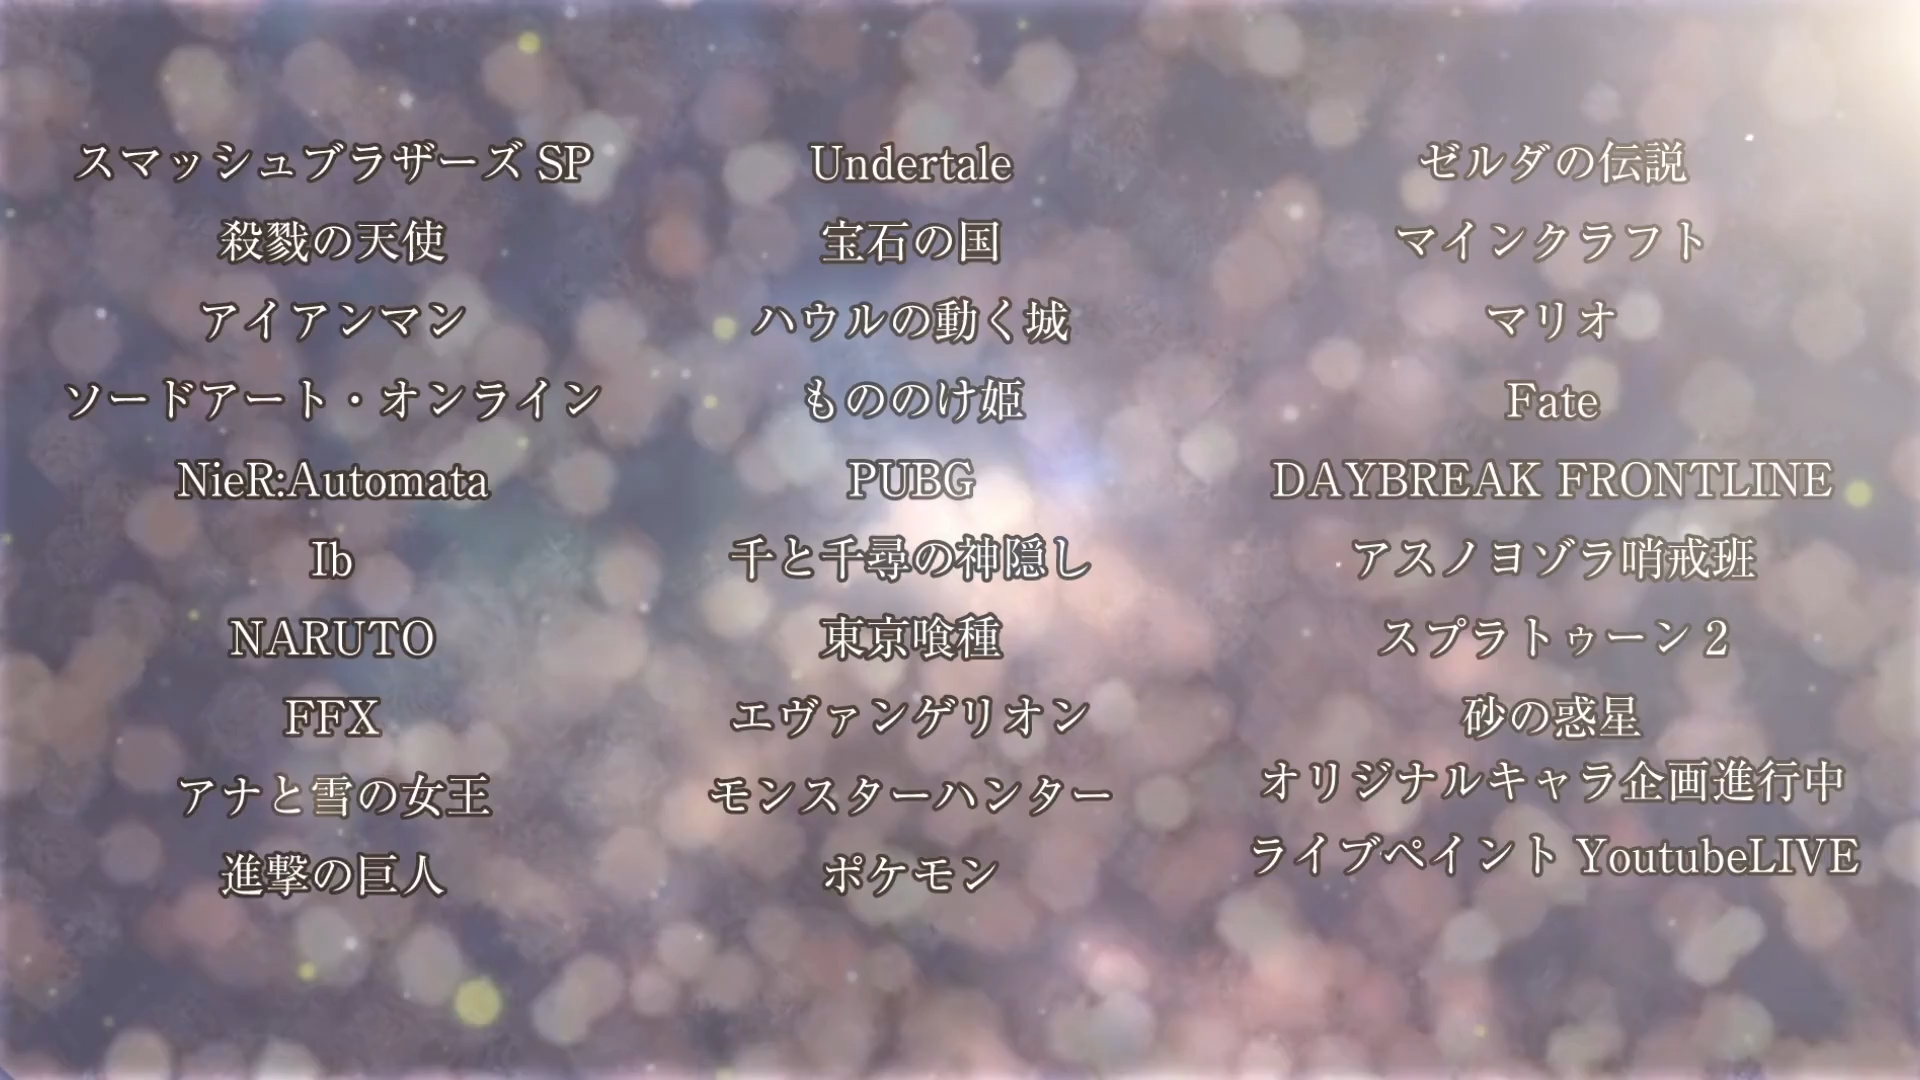 スマッシュブラザーズ SP
殺戮の天使
アイアンマン
ソードアート・オンライン
NieR:Automata
Ib
NARUTO
FFX
アナと雪の女王
進撃の巨人
Undertale
宝石の国
ハウルの動く城
もののけ姫
PUBG
千と千尋の神隠し
東京喰種
エヴァンゲリオン
モンスターハンター
ポケモン
ゼルダの伝説
マインクラフト
マリオ
Fate
DAYBREAK FRONTLINE
アスノヨゾラ哨戒班
スプラトゥーン 2
砂の惑星
オリジナルキャラ企画進行中
ライブペイント YoutubeLIVE